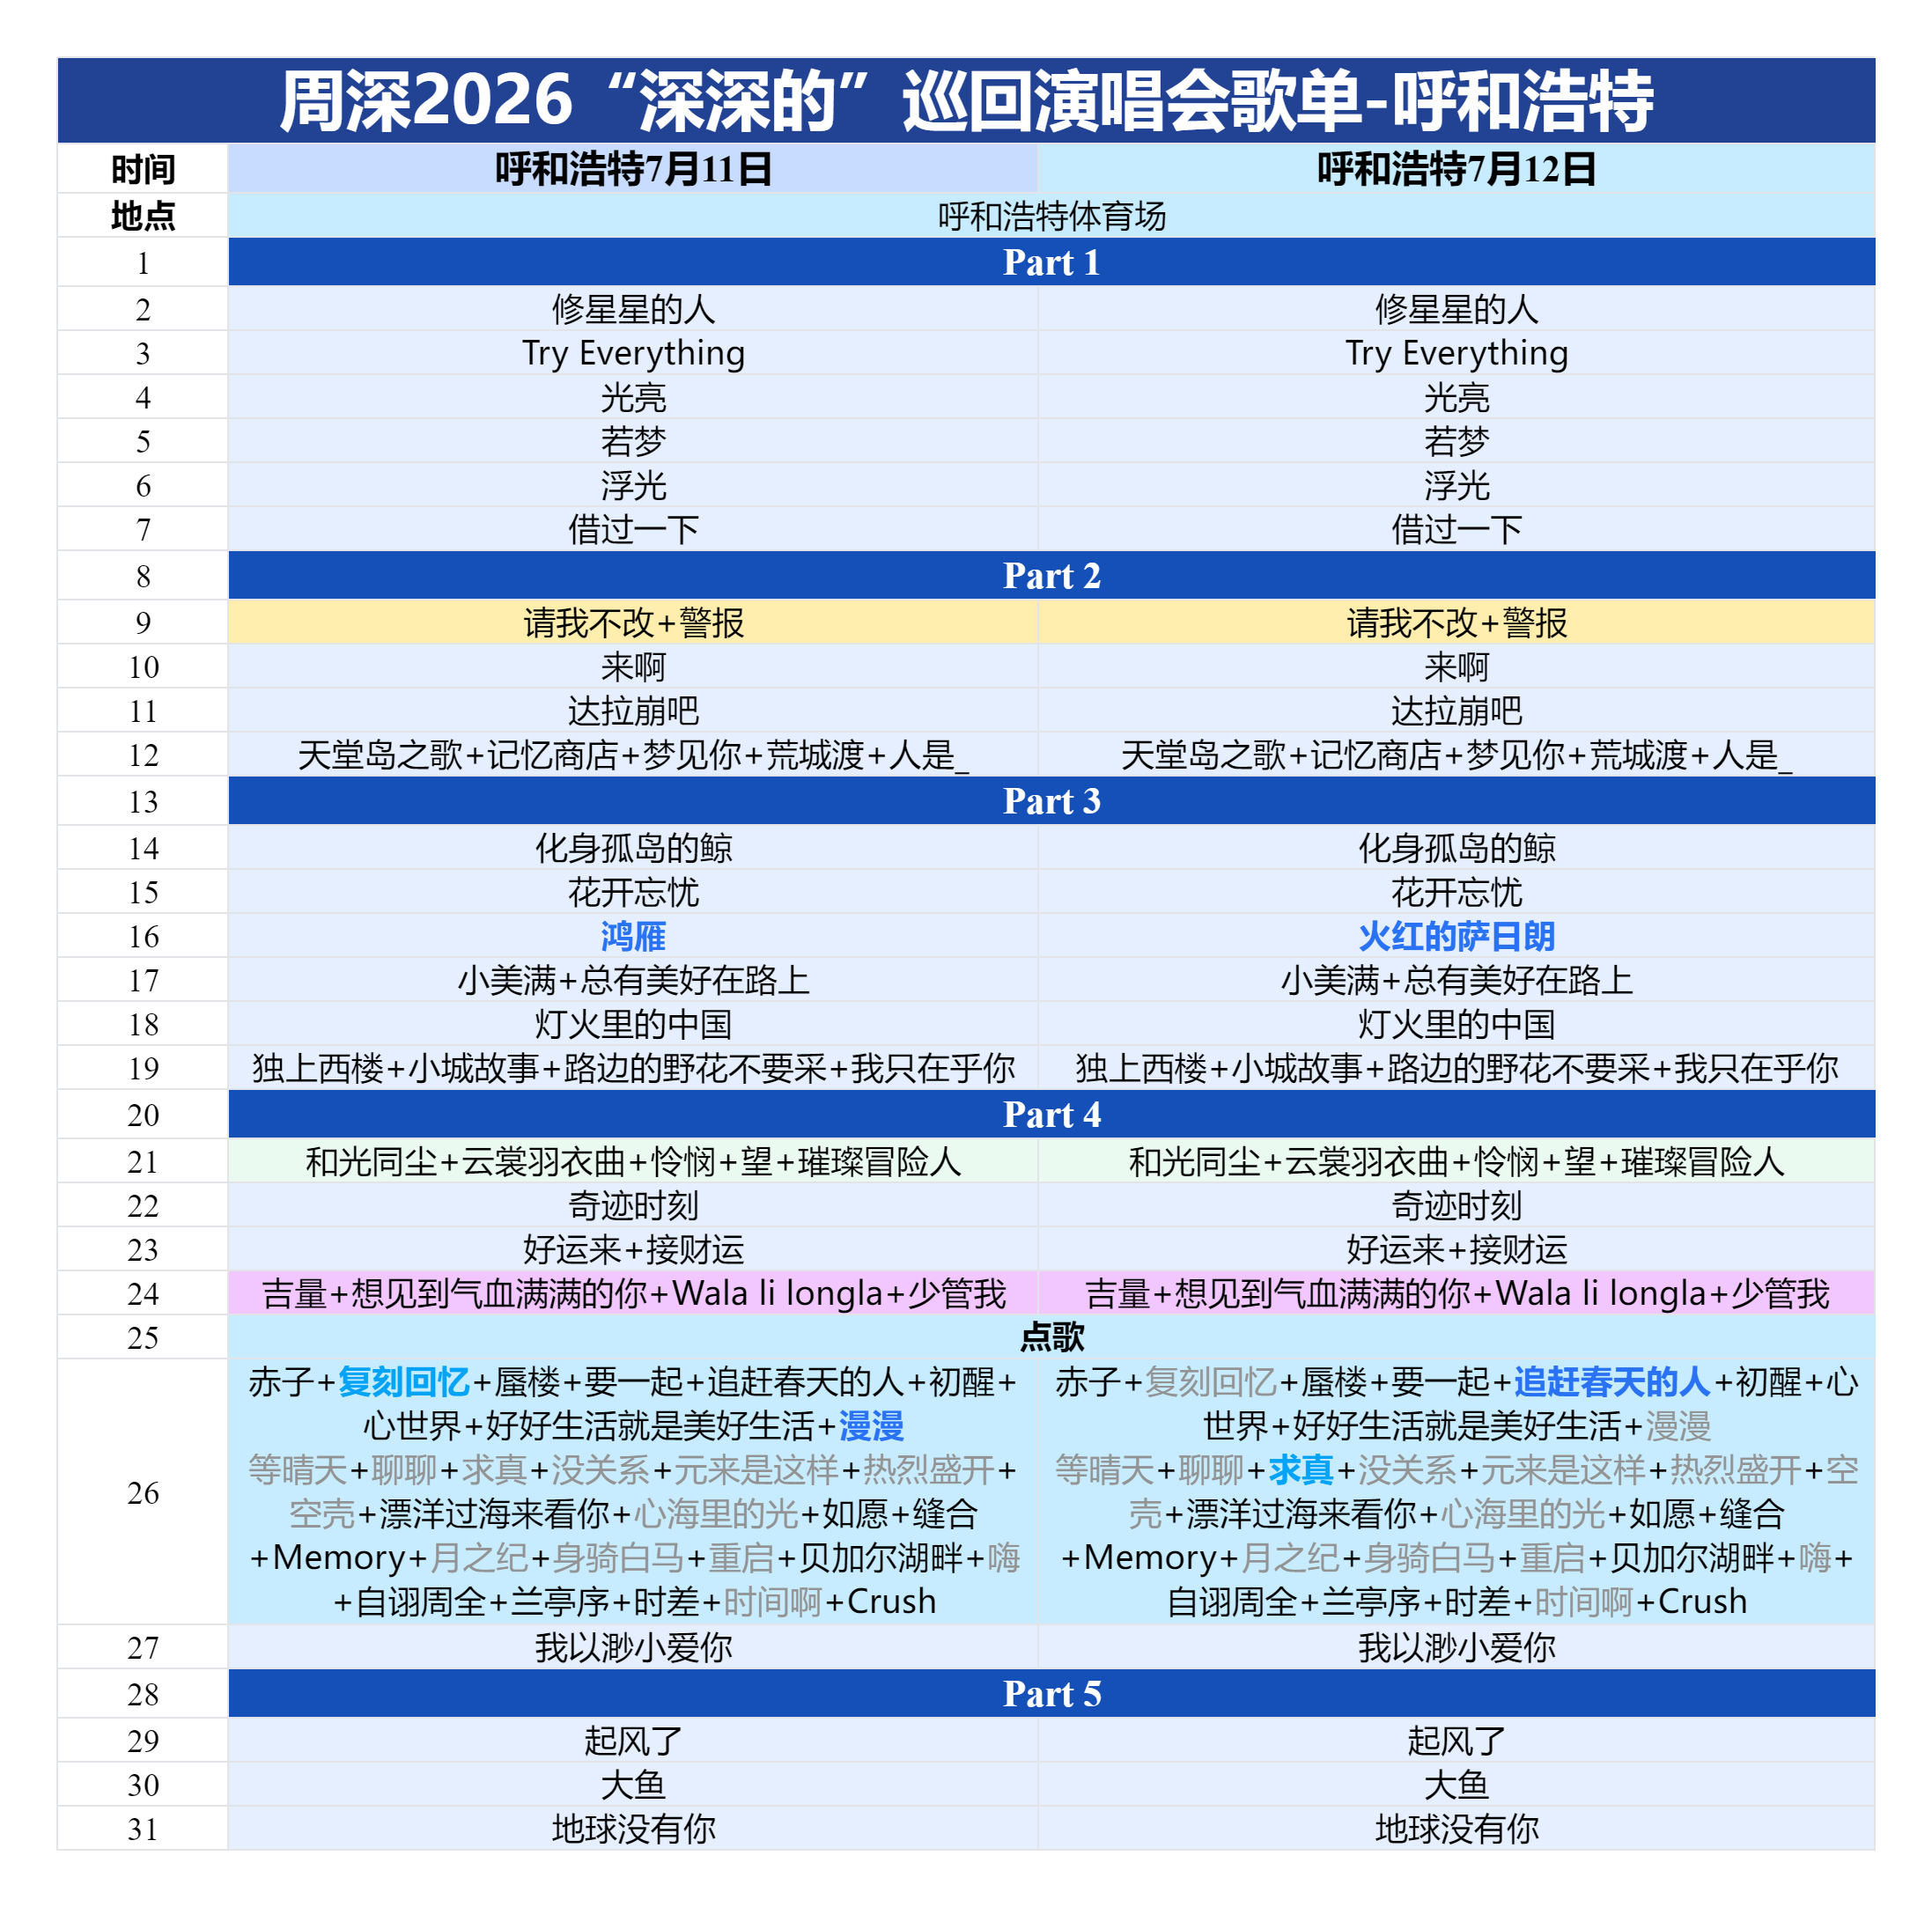 周深2026“深深的”巡回演唱会歌单-呼和浩特
时间 呼和浩特7月11日 呼和浩特7月12日
地点 呼和浩特体育场
1 Part 1
2 修星星的人 修星星的人
3 Try Everything Try Everything
4 光亮 光亮
5 若梦 若梦
6 浮光 浮光
7 借过一下 借过一下
8 Part 2
9 请我不改+警报 请我不改+警报
10 来啊 来啊
11 达拉崩吧 达拉崩吧
12 天堂岛之歌+记忆商店+梦见你+荒城渡+人是_ 天堂岛之歌+记忆商店+梦见你+荒城渡+人是_
13 Part 3
14 化身孤岛的鲸 化身孤岛的鲸
15 花开忘忧 花开忘忧
16 鸿雁 火红的萨日朗
17 小美满+总有美好在路上 小美满+总有美好在路上
18 灯火里的中国 灯火里的中国
19 独上西楼+小城故事+路边的野花不要采+我只在乎你 独上西楼+小城故事+路边的野花不要采+我只在乎你
20 Part 4
21 和光同尘+云裳羽衣曲+怜悯+望+璀璨冒险人 和光同尘+云裳羽衣曲+怜悯+望+璀璨冒险人
22 奇迹时刻 奇迹时刻
23 好运来+接财运 好运来+接财运
24 吉量+想见到气血满满的你+Wala li longla+少管我 吉量+想见到气血满满的你+Wala li longla+少管我
25 点歌
26
赤子+复刻回忆+蜃楼+要一起+追赶春天的人+初醒+
心世界+好好生活就是美好生活+漫漫
等晴天+聊聊+求真+没关系+元来是这样+热烈盛开+
空壳+漂洋过海来看你+心海里的光+如愿+缝合
+Memory+月之纪+身骑白马+重启+贝加尔湖畔+嗨
+自诩周全+兰亭序+时差+时间啊+Crush
赤子+复刻回忆+蜃楼+要一起+追赶春天的人+初醒+心
世界+好好生活就是美好生活+漫漫
等晴天+聊聊+求真+没关系+元来是这样+热烈盛开+空
壳+漂洋过海来看你+心海里的光+如愿+缝合
+Memory+月之纪+身骑白马+重启+贝加尔湖畔+嗨+
自诩周全+兰亭序+时差+时间啊+Crush
27 我以渺小爱你 我以渺小爱你
28 Part 5
29 起风了 起风了
30 大鱼 大鱼
31 地球没有你 地球没有你